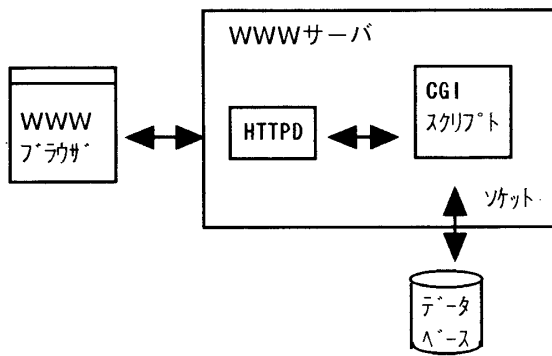 WWWサーバ
WWW
ﾌﾞﾗｳｻﾞ
HTTPD
CGI
ｽｸﾘﾌﾟﾄ
ｿｹｯﾄ
ﾃﾞｰﾀ
ﾍﾞｰｽ